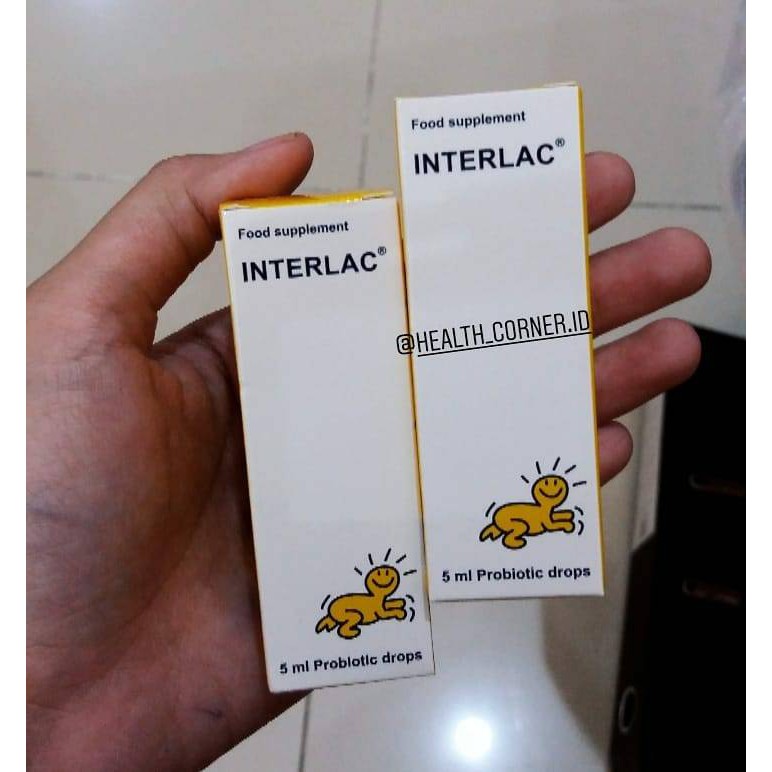 Food supplement
INTERLAC®
5 ml Probiotic drops
Food supplement
INTERLAC®
@HEALTH_CORNER.ID
5 ml Probiotic drops